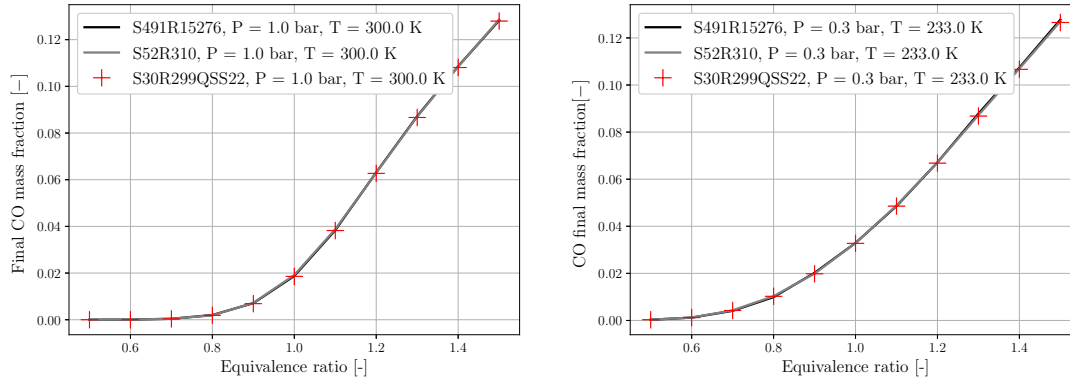 S491R15276, P = 1.0 bar, T = 300.0 K
S52R310, P = 1.0 bar, T = 300.0 K
S30R299QSS22, P = 1.0 bar, T = 300.0 K
Final CO mass fraction [−]
0.12
0.10
0.08
0.06
0.04
0.02
0.00
0.6 0.8 1.0 1.2 1.4
Equivalence ratio [-]
S491R15276, P = 0.3 bar, T = 233.0 K
S52R310, P = 0.3 bar, T = 233.0 K
S30R299QSS22, P = 0.3 bar, T = 233.0 K
CO final mass fraction[−]
0.12
0.10
0.08
0.06
0.04
0.02
0.00
0.6 0.8 1.0 1.2 1.4
Equivalence ratio [-]